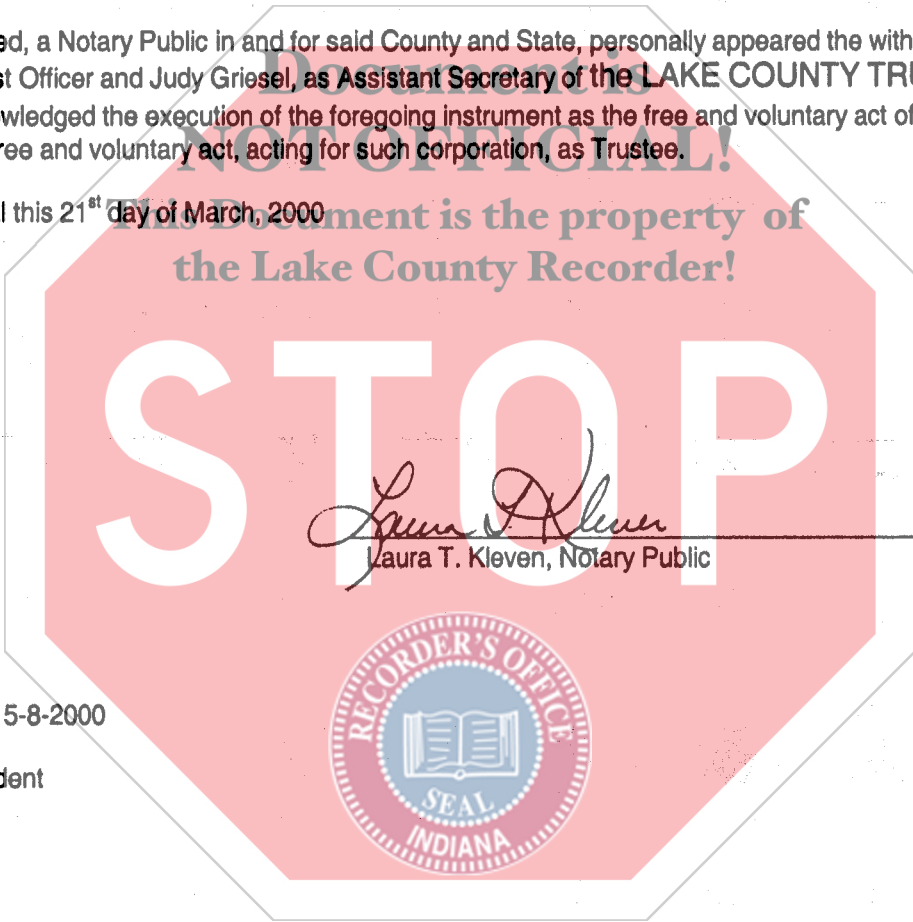 ed, a Notary Public in and for said County and State, personally appeared the with
st Officer and Judy Griesel, as Assistant Secretary of the LAKE COUNTY TR
wledged the execution of the foregoing instrument as the free and voluntary act of
ree and voluntary act, acting for such corporation, as Trustee.
l this 21st day of March, 2000
Document is
NOT OFFICIAL!
This Document is the property of
the Lake County Recorder!
STOP
Laura T. Kleven
Laura T. Kleven, Notary Public
RECORDER'S OFFICE
SEAL
INDIANA
5-8-2000
dent